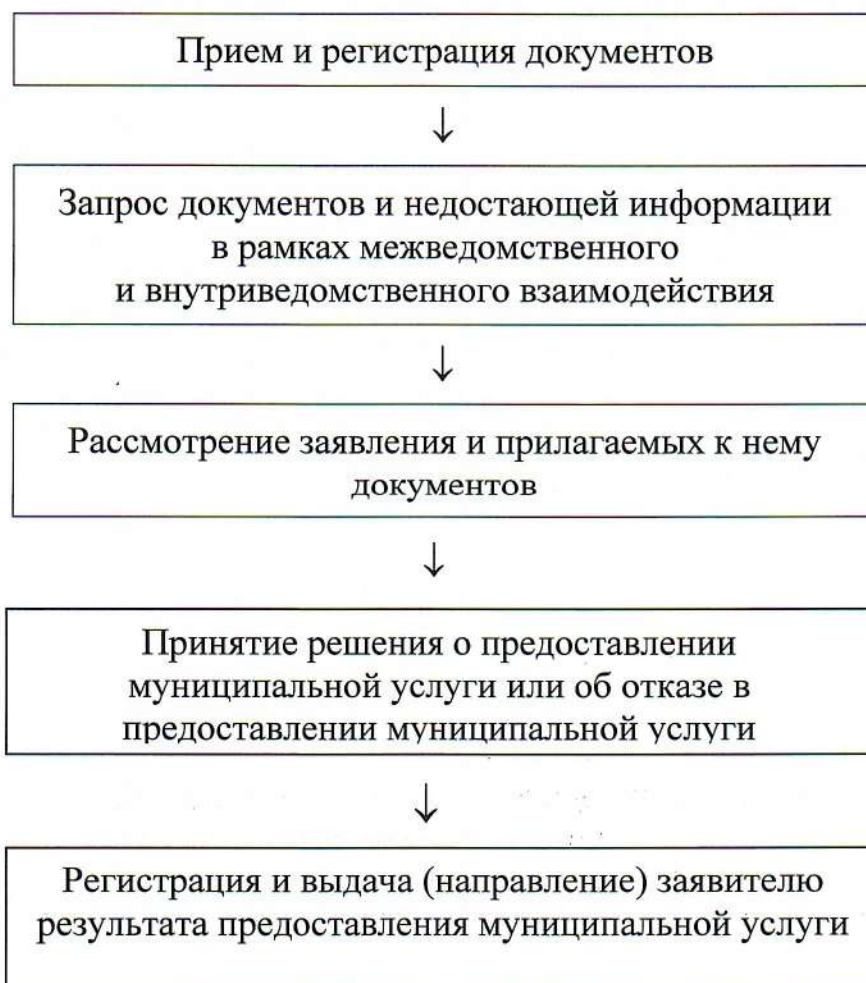 Прием и регистрация документов
↓
Запрос документов и недостающей информации
в рамках межведомственного
и внутриведомственного взаимодействия
↓
Рассмотрение заявления и прилагаемых к нему
документов
↓
Принятие решения о предоставлении
муниципальной услуги или об отказе в
предоставлении муниципальной услуги
↓
Регистрация и выдача (направление) заявителю
результата предоставления муниципальной услуги